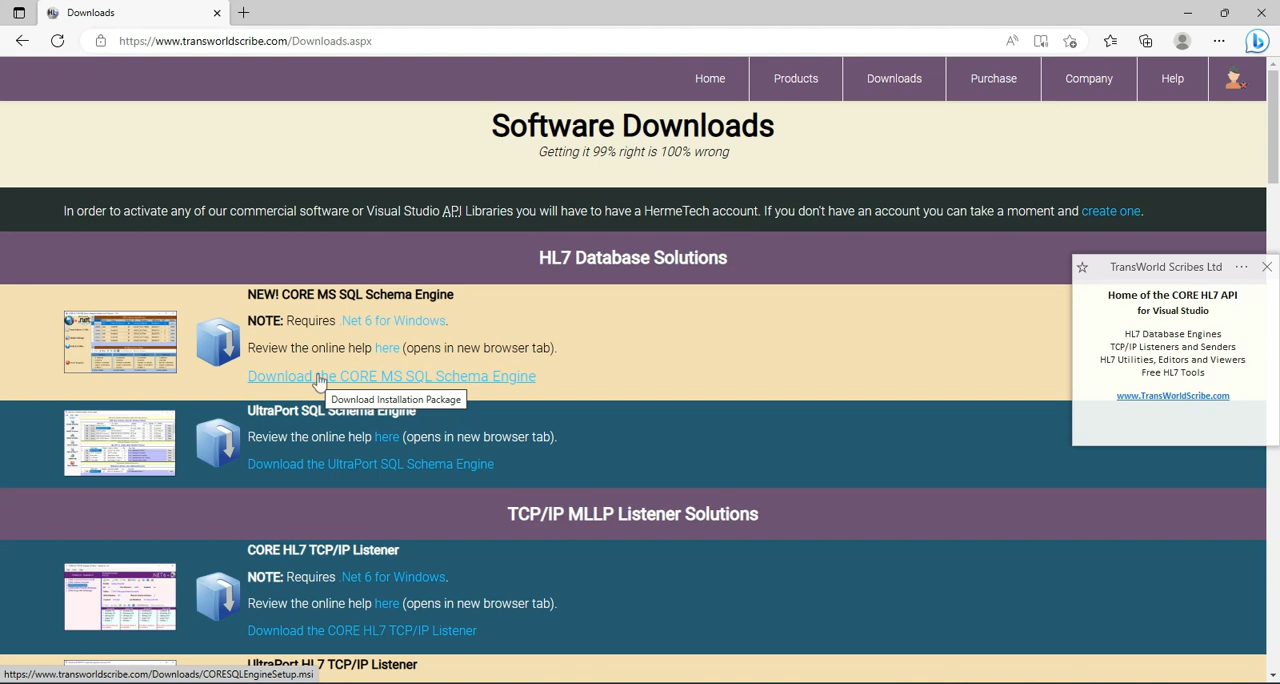 Downloads
https://www.transworldscribe.com/Downloads.aspx
Home
Products
Downloads
Purchase
Company
Help
Software Downloads
Getting it 99% right is 100% wrong
In order to activate any of our commercial software or Visual Studio API Libraries you will have to have a HermeTech account. If you don't have an account you can take a moment and create one.
HL7 Database Solutions
NEW! CORE MS SQL Schema Engine
NOTE: Requires .Net 6 for Windows.
Review the online help here (opens in new browser tab).
Download the CORE MS SQL Schema Engine
Download Installation Package
UltraPort SQL Schema Engine
Review the online help here (opens in new browser tab).
Download the UltraPort SQL Schema Engine
TransWorld Scribes Ltd
Home of the CORE HL7 API
for Visual Studio
HL7 Database Engines
TCP/IP Listeners and Senders
HL7 Utilities, Editors and Viewers
Free HL7 Tools
www.TransWorldScribe.com
TCP/IP MLLP Listener Solutions
CORE HL7 TCP/IP Listener
NOTE: Requires .Net 6 for Windows.
Review the online help here (opens in new browser tab).
Download the CORE HL7 TCP/IP Listener
UltraPort HL7 TCP/IP Listener
https://www.transworldscribe.com/Downloads/CORESQLEngineSetup.msi